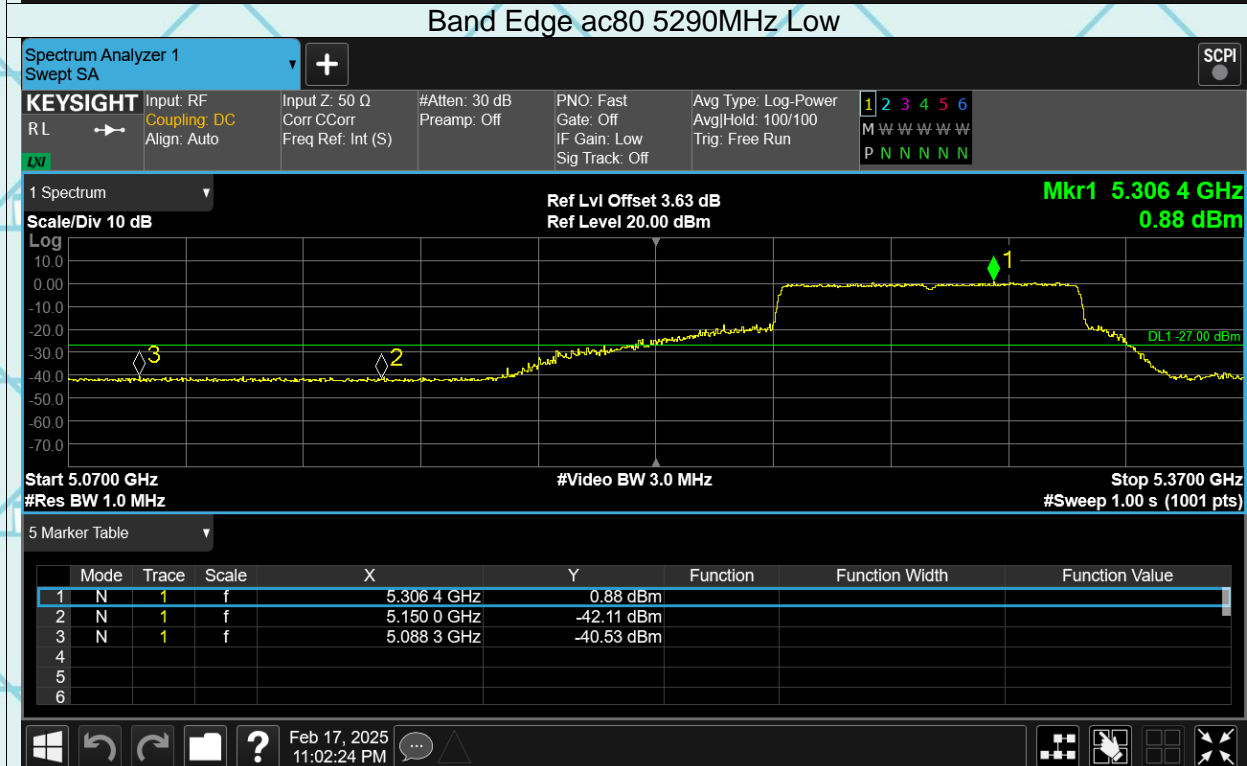 Band Edge ac80 5290MHz Low
Spectrum Analyzer 1
Swept SA
+
SCPI
KEYSIGHT
RL
LXI
Input: RF
Coupling: DC
Align: Auto
Input Z: 50 Ω
Corr CCorr
Freq Ref: Int (S)
#Atten: 30 dB
Preamp: Off
PNO: Fast
Gate: Off
IF Gain: Low
Sig Track: Off
Avg Type: Log-Power
Avg|Hold: 100/100
Trig: Free Run
1 2 3 4 5 6
M W W W W W
P N N N N N
1 Spectrum
Scale/Div 10 dB
Ref Lvl Offset 3.63 dB
Ref Level 20.00 dBm
Mkr1 5.306 4 GHz
0.88 dBm
Log
10.0
0.00
-10.0
-20.0
-30.0
-40.0
-50.0
-60.0
-70.0
1
2
3
DL1 -27.00 dBm
Start 5.0700 GHz
#Res BW 1.0 MHz
#Video BW 3.0 MHz
Stop 5.3700 GHz
#Sweep 1.00 s (1001 pts)
5 Marker Table
Mode Trace Scale X Y Function Function Width Function Value
1 N 1 f 5.306 4 GHz 0.88 dBm
2 N 1 f 5.150 0 GHz -42.11 dBm
3 N 1 f 5.088 3 GHz -40.53 dBm
4
5
6
?
Feb 17, 2025
11:02:24 PM